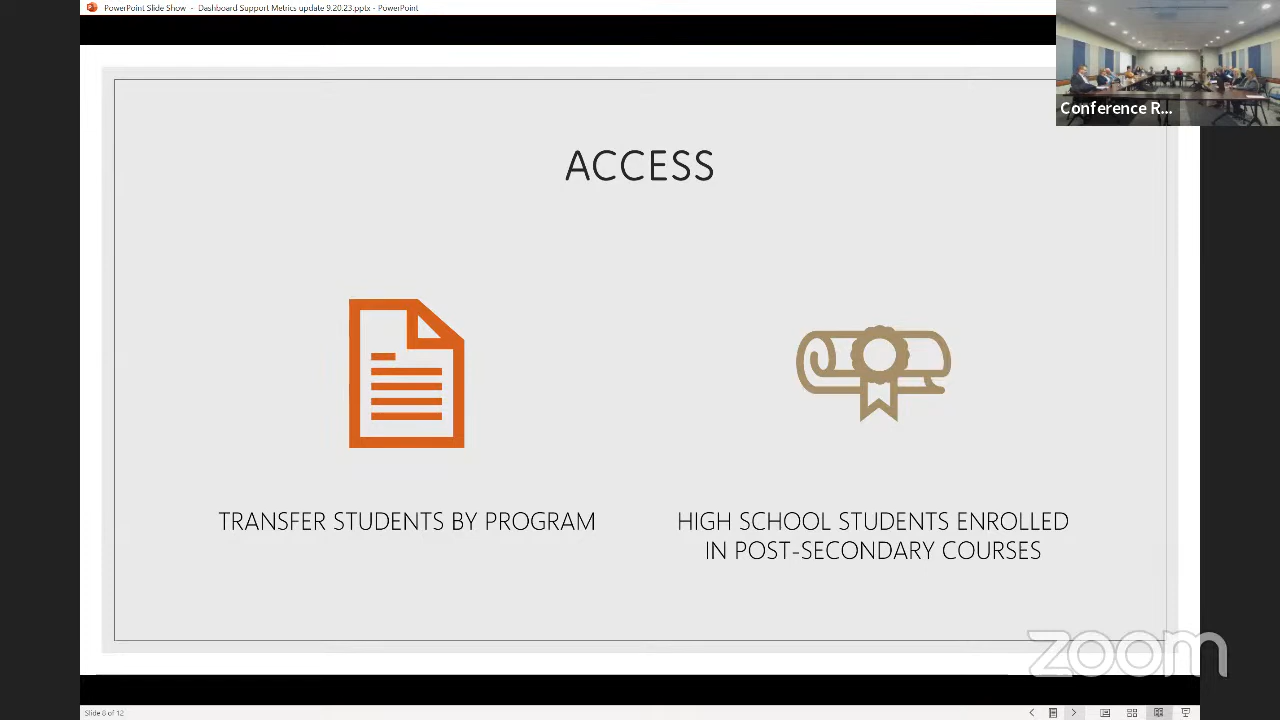 PowerPoint Slide Show - Dashboard Support Metrics update 9.20.23.pptx - PowerPoint
Conference R...
ACCESS
TRANSFER STUDENTS BY PROGRAM
HIGH SCHOOL STUDENTS ENROLLED
IN POST-SECONDARY COURSES
zoom
Slide 8 of 12